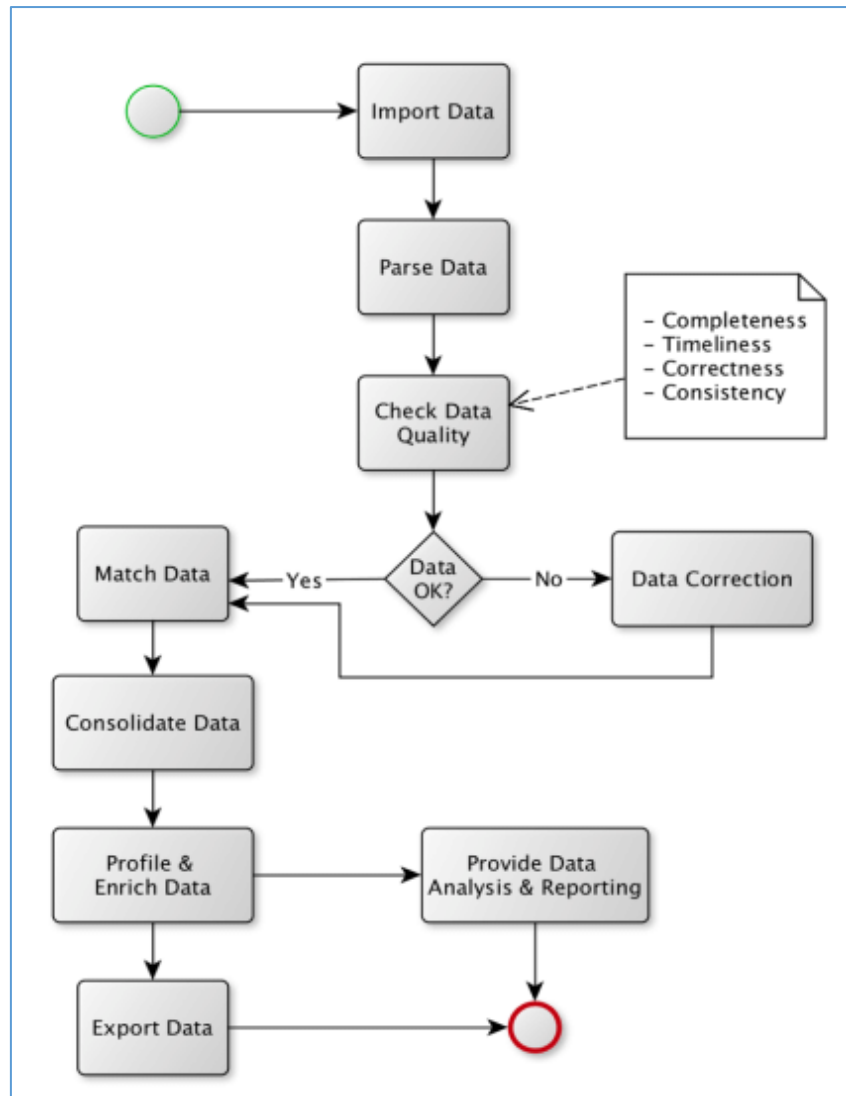 Import Data
Parse Data
- Completeness
- Timeliness
- Correctness
- Consistency
Check Data
Quality
Match Data
Yes
Data
OK?
No
Data Correction
Consolidate Data
Profile &
Enrich Data
Provide Data
Analysis & Reporting
Export Data